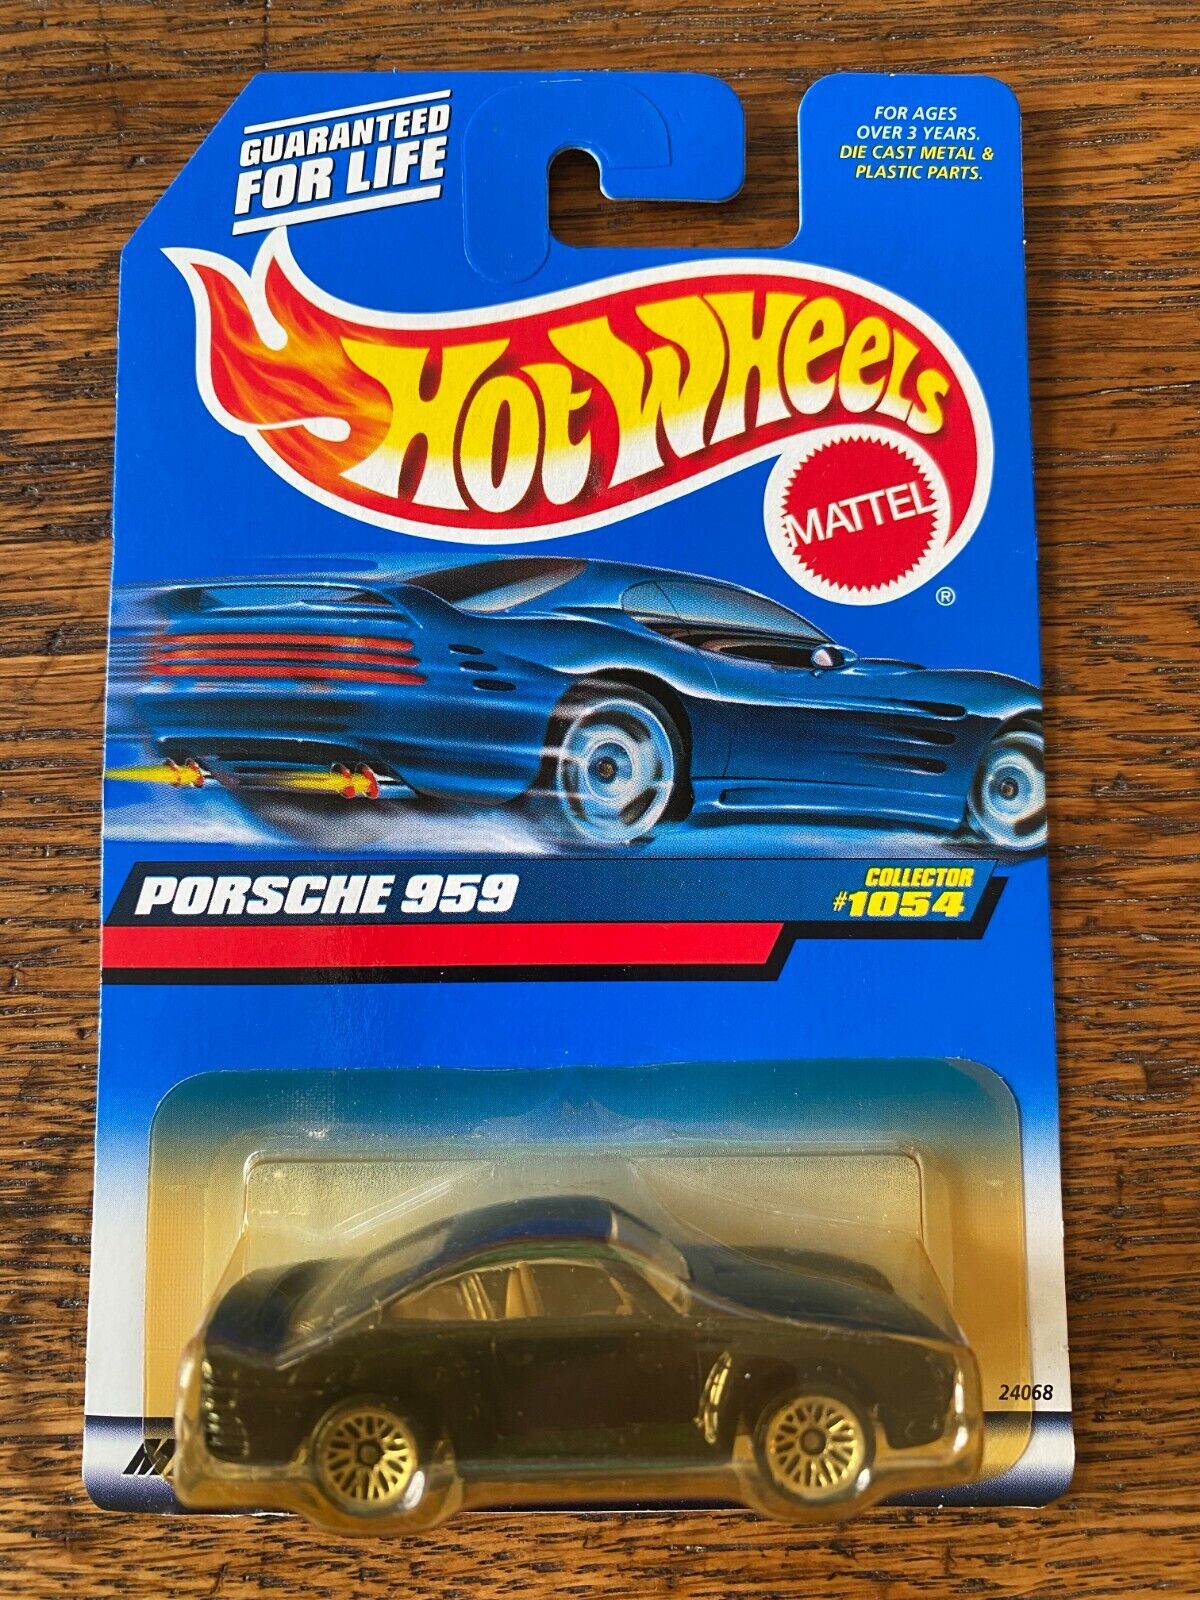 GUARANTEED
FOR LIFE
FOR AGES
OVER 3 YEARS.
DIE CAST METAL &
PLASTIC PARTS.
HOT WHEELS
MATTEL
®
PORSCHE 959
COLLECTOR
#1054
24068